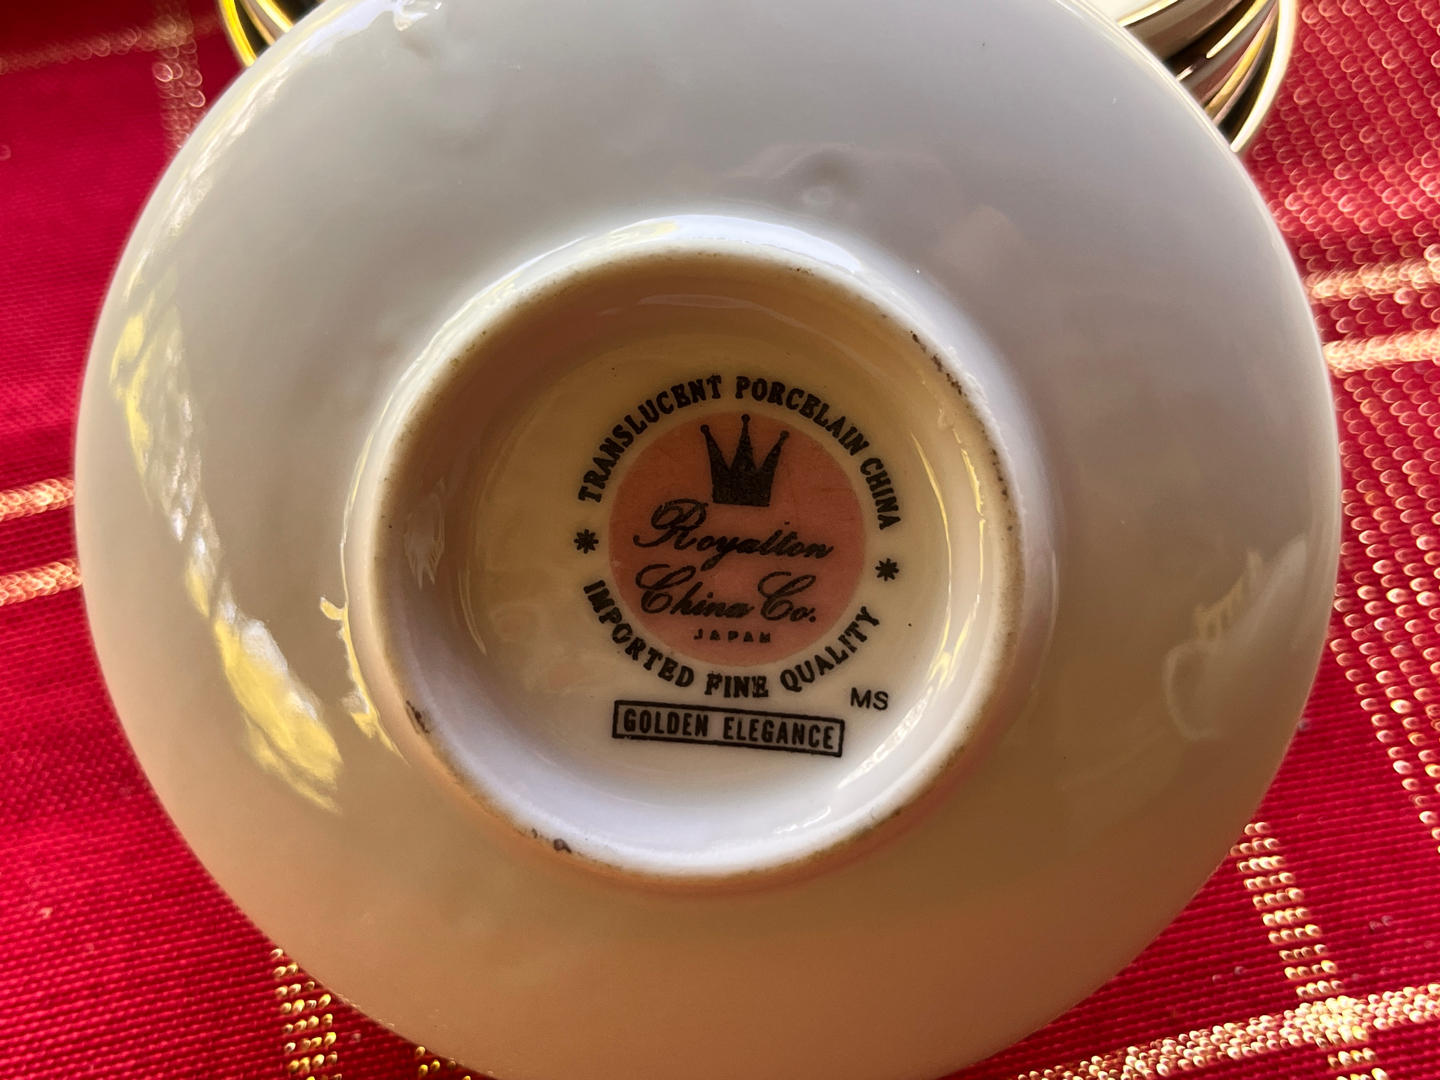 TRANSLUCENT PORCELAIN CHINA
Royalton
China Co.
JAPAN
IMPORTED FINE QUALITY
MS
GOLDEN ELEGANCE